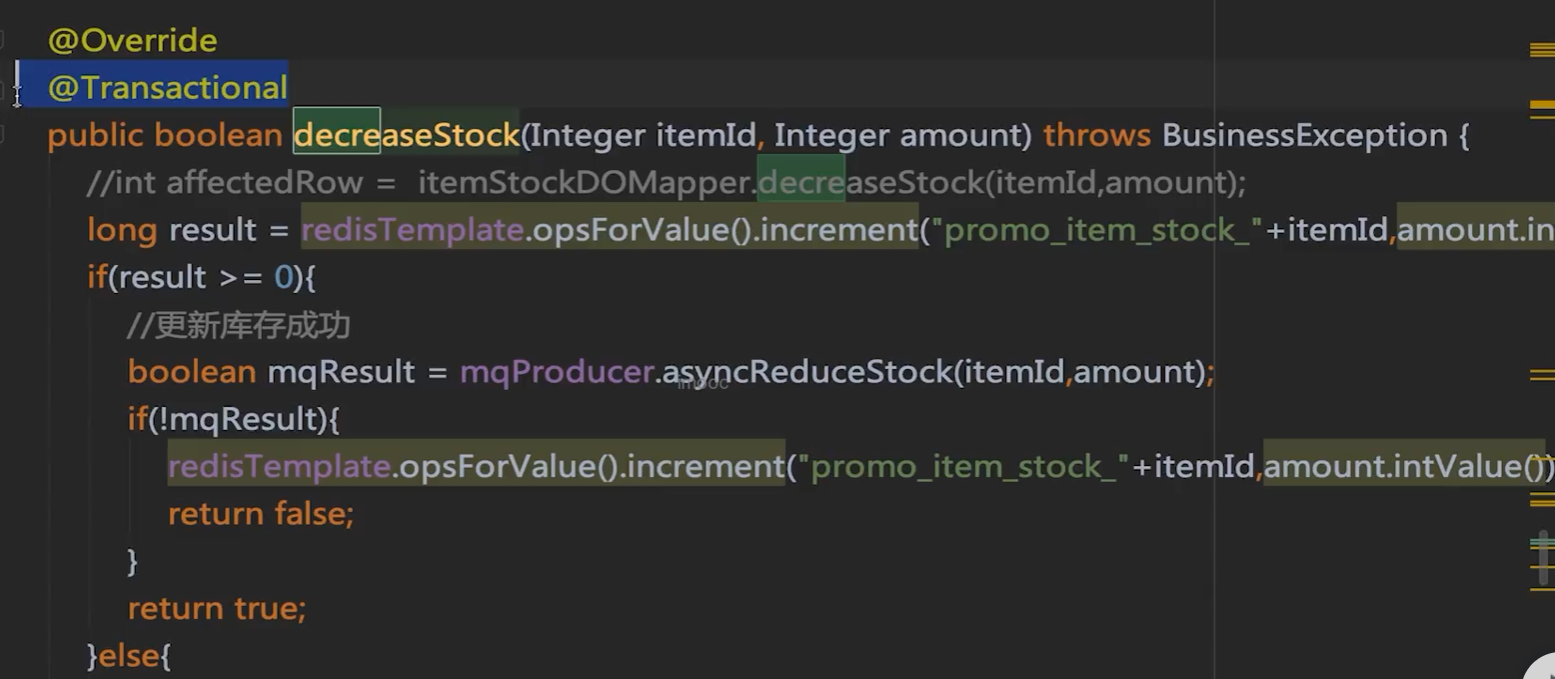 @Override
@Transactional
public boolean decreaseStock(Integer itemId, Integer amount) throws BusinessException {
//int affectedRow = itemStockDOMapper.decreaseStock(itemId,amount);
long result = redisTemplate.opsForValue().increment("promo_item_stock_"+itemId,amount.in
if(result >= 0){
//更新库存成功
boolean mqResult = mqProducer.asyncReduceStock(itemId,amount);
imooc
if(!mqResult){
redisTemplate.opsForValue().increment("promo_item_stock_"+itemId,amount.intValue())
return false;
}
return true;
}else{